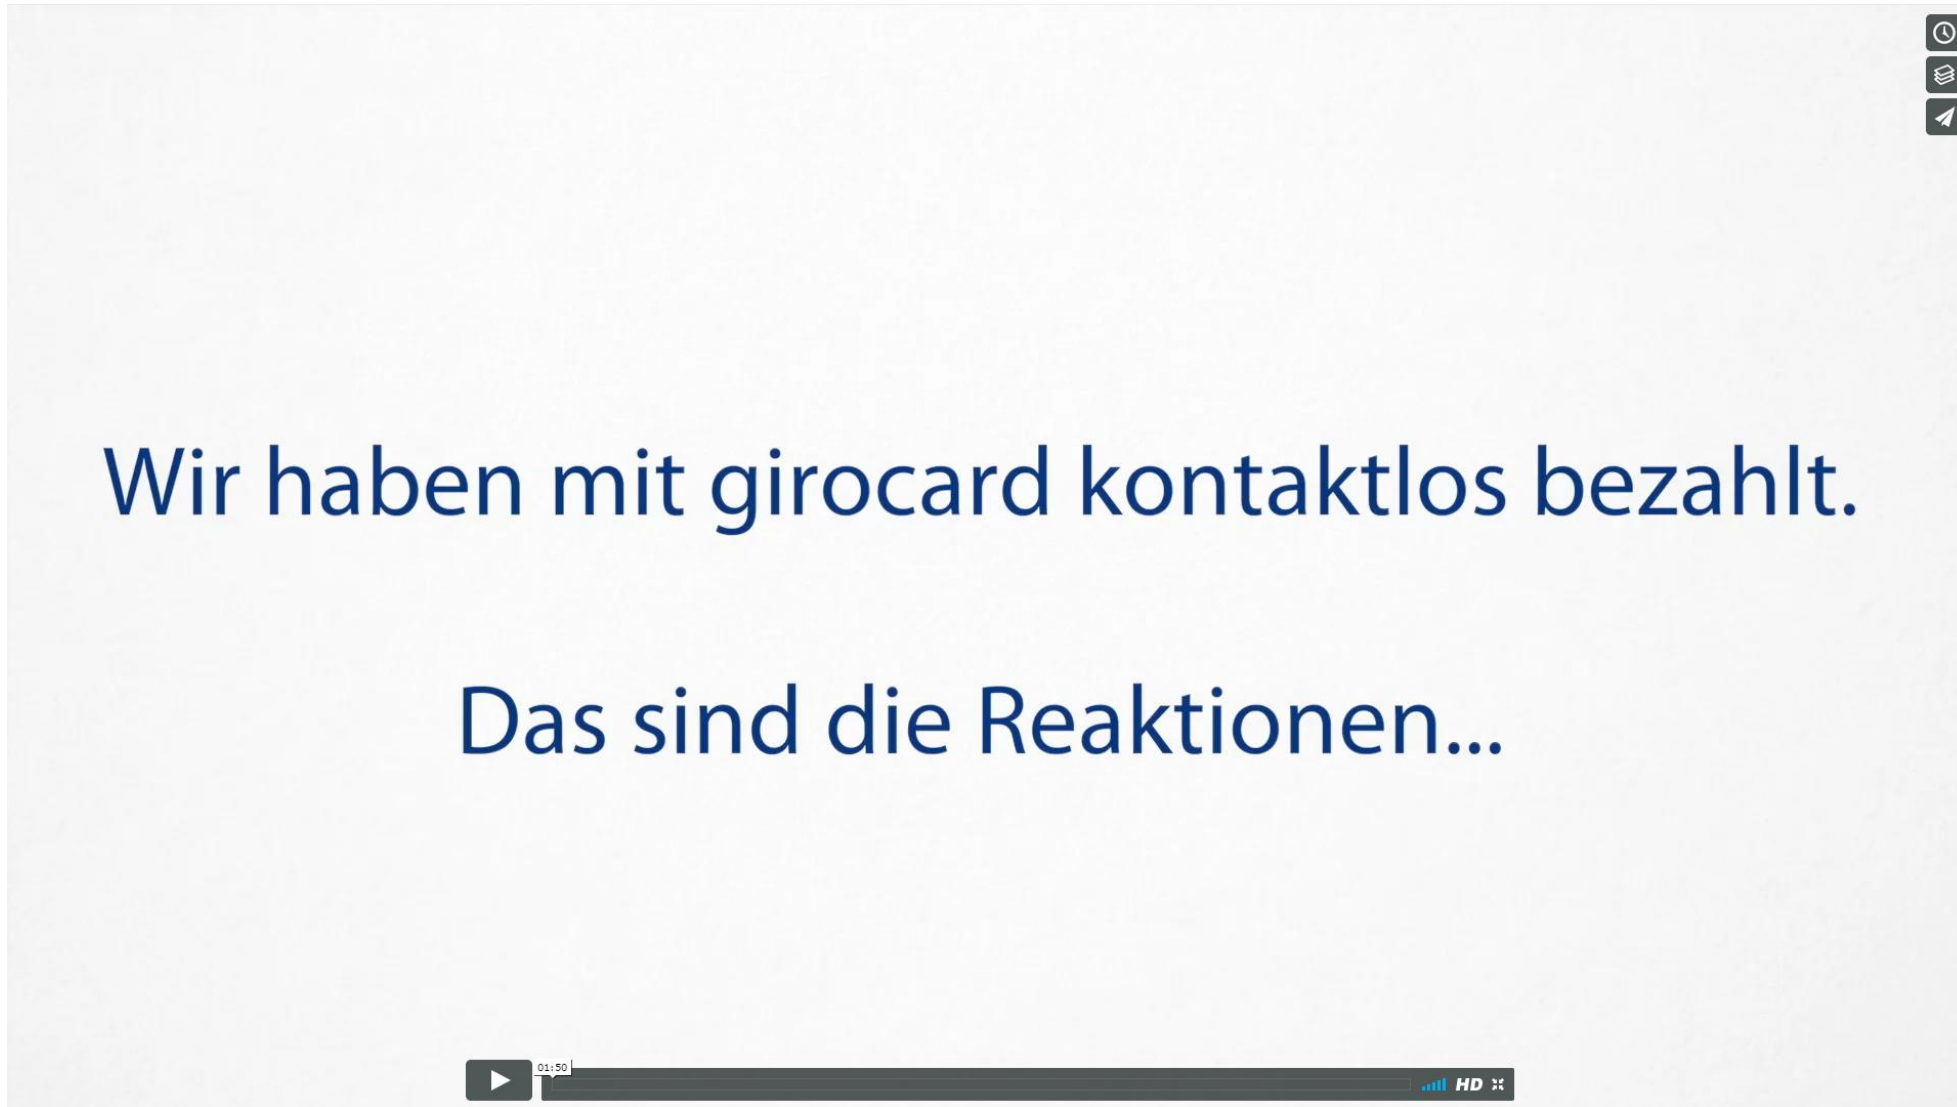 Wir haben mit girocard kontaktlos bezahlt.
Das sind die Reaktionen...
01:50
HD